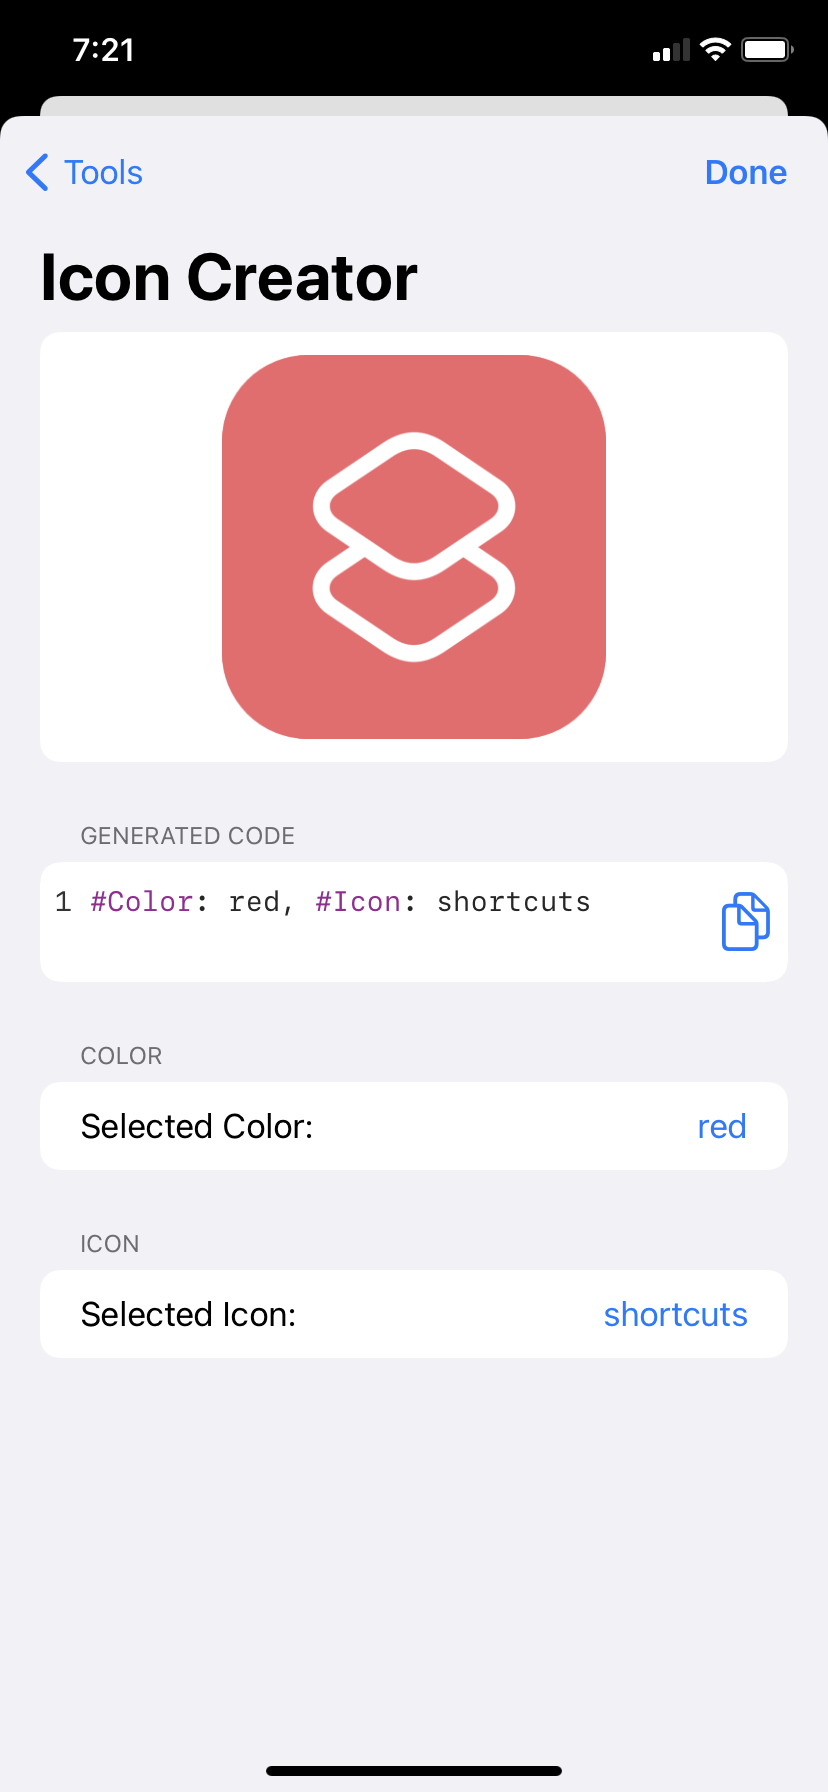 7:21
Tools
Done
Icon Creator
GENERATED CODE
1 #Color: red, #Icon: shortcuts
COLOR
Selected Color: red
ICON
Selected Icon: shortcuts